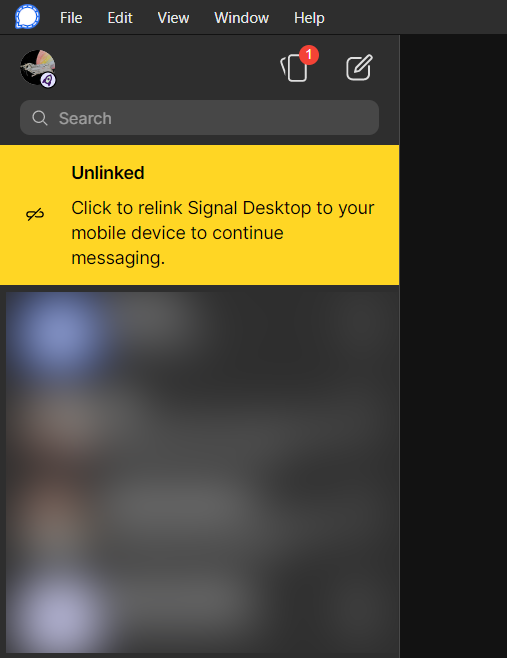 File Edit View Window Help
1
Search
Unlinked
Click to relink Signal Desktop to your
mobile device to continue
messaging.